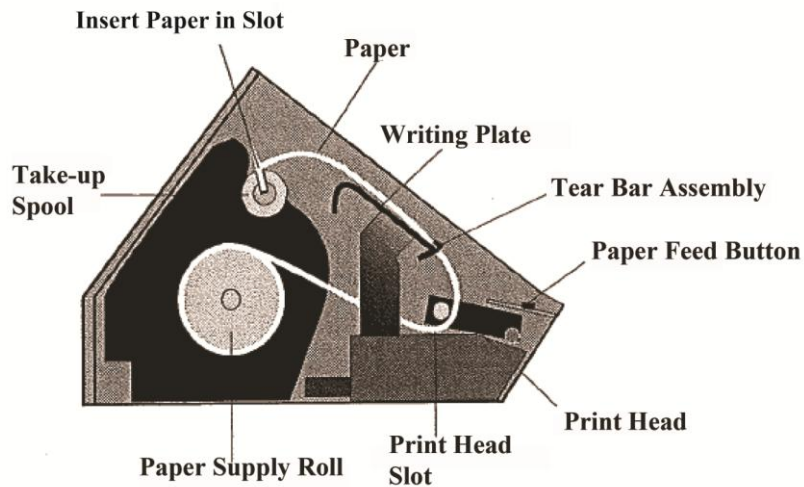 Insert Paper in Slot
Paper
Writing Plate
Take-up
Spool
Tear Bar Assembly
Paper Feed Button
Print Head
Print Head
Slot
Paper Supply Roll